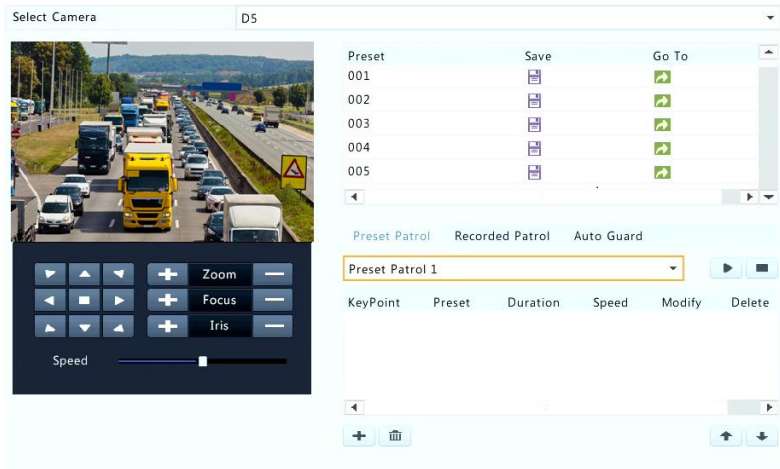 Select Camera D5
Preset Save Go To
001
002
003
004
005
Preset Patrol Recorded Patrol Auto Guard
Preset Patrol 1
KeyPoint Preset Duration Speed Modify Delete
Zoom
Focus
Iris
Speed